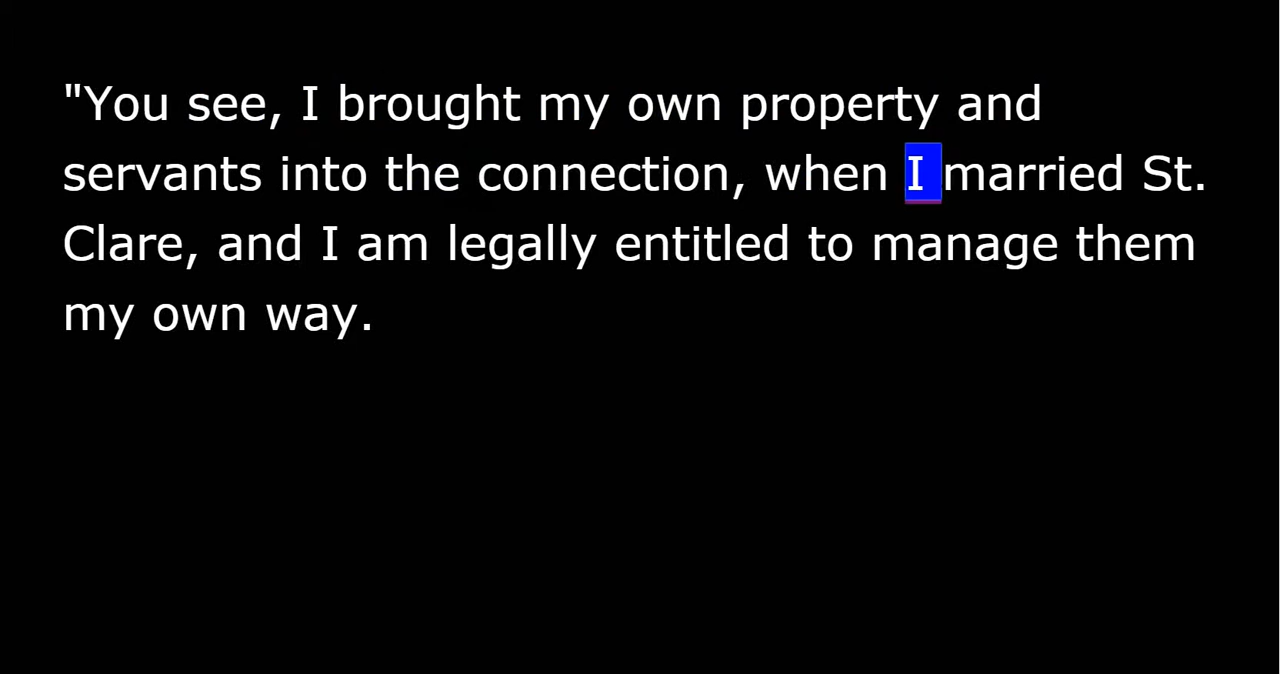 "You see, I brought my own property and
servants into the connection, when I married St.
Clare, and I am legally entitled to manage them
my own way.